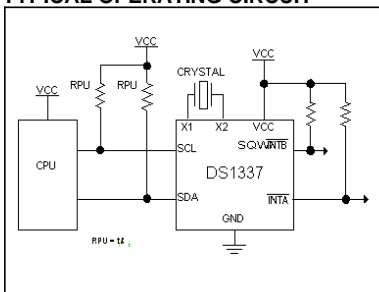 TYPICAL OPERATING CIRCUIT
VCC
VCC
CRYSTAL
VCC
RPU
RPU
X1
X2
VCC
CPU
SCL
SQW/INTB
DS1337
SDA
INTA
GND
RPU =